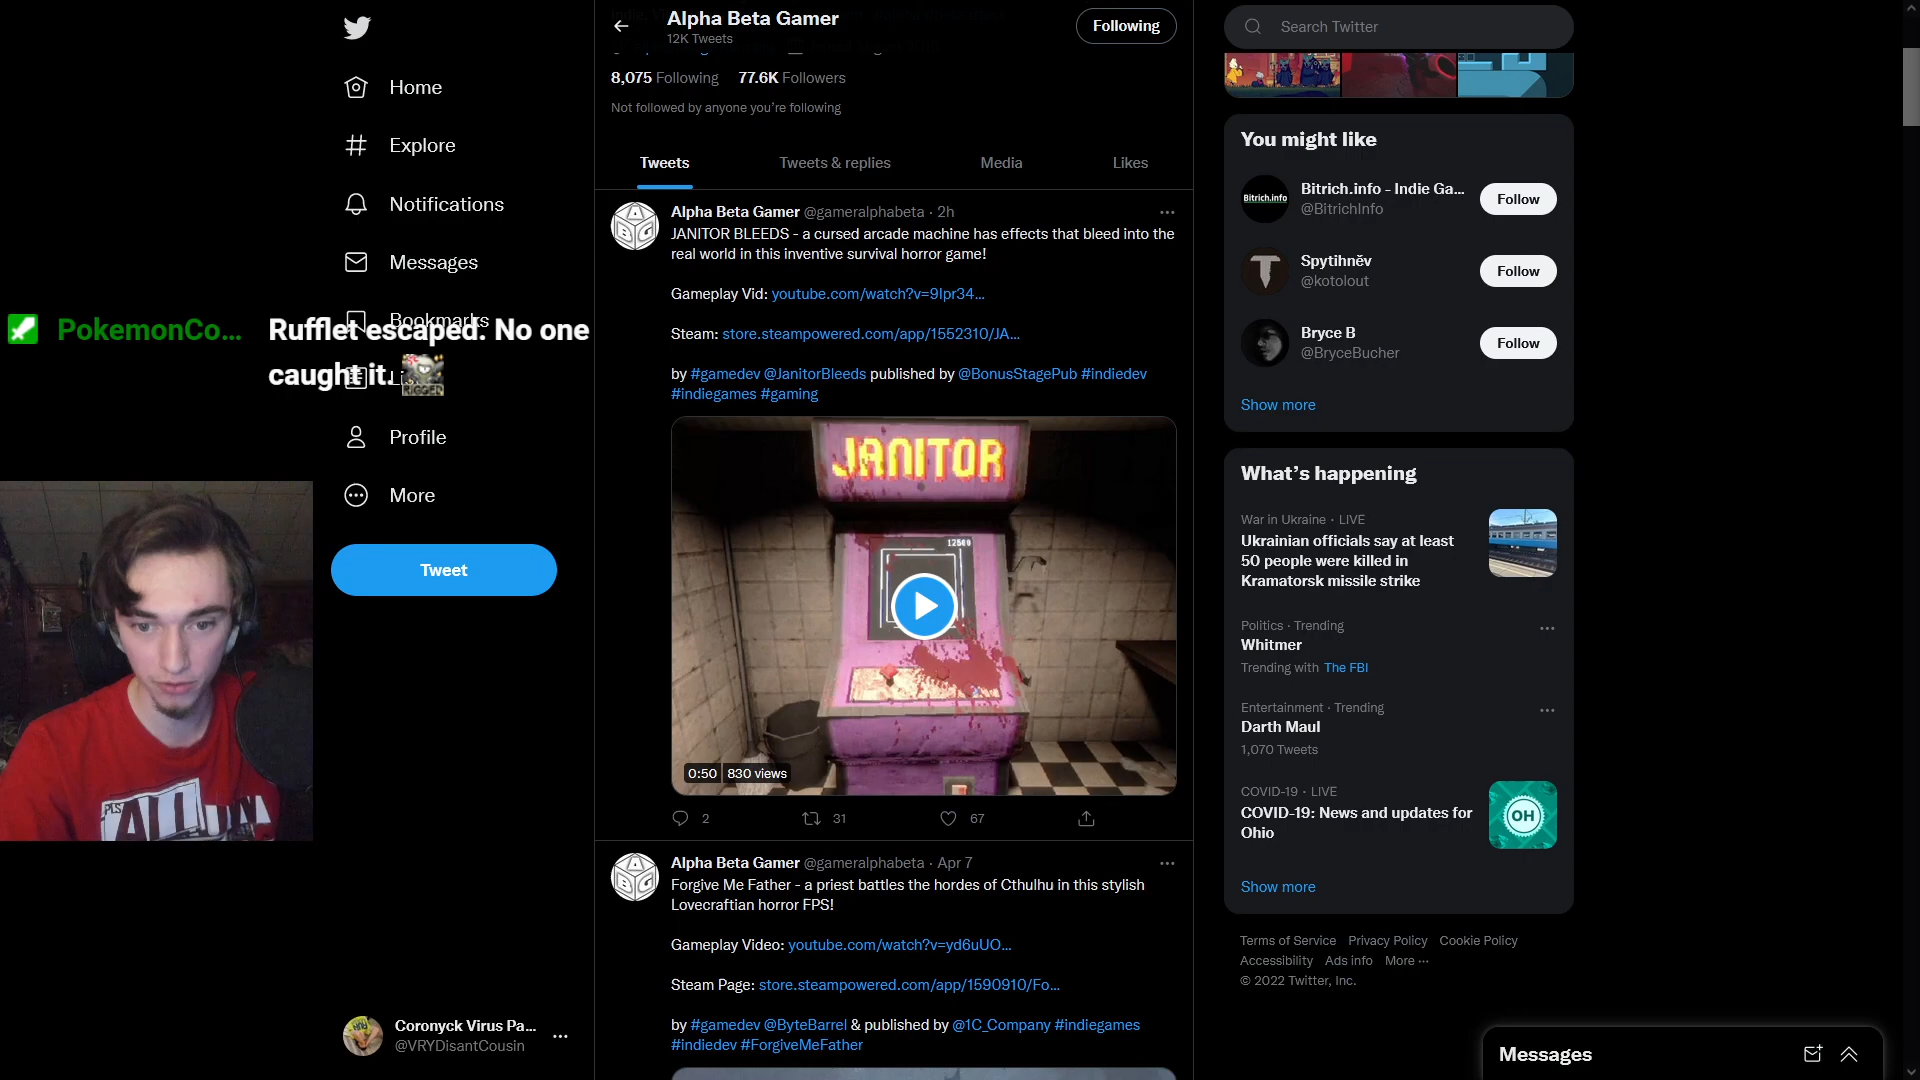 Alpha Beta Gamer
12K Tweets
Following
8,075 Following 77.6K Followers
Not followed by anyone you're following
Tweets Tweets & replies Media Likes
Home
Explore
Notifications
Messages
Bookmarks
Profile
More
Tweet
PokemonCo... Rufflet escaped. No one
caught it.
RIGGED
Alpha Beta Gamer @gameralphabeta · 2h
JANITOR BLEEDS - a cursed arcade machine has effects that bleed into the
real world in this inventive survival horror game!
Gameplay Vid: youtube.com/watch?v=9Ipr34...
Steam: store.steampowered.com/app/1552310/JA...
by #gamedev @JanitorBleeds published by @BonusStagePub #indiedev
#indiegames #gaming
JANITOR
12500
0:50 830 views
2 31 67
Alpha Beta Gamer @gameralphabeta · Apr 7
Forgive Me Father - a priest battles the hordes of Cthulhu in this stylish
Lovecraftian horror FPS!
Gameplay Video: youtube.com/watch?v=yd6uUO...
Steam Page: store.steampowered.com/app/1590910/Fo...
by #gamedev @ByteBarrel & published by @1C_Company #indiegames
#indiedev #ForgiveMeFather
Coronyck Virus Pa...
@VRYDisantCousin
Search Twitter
You might like
Bitrich.info
Bitrich.info - Indie Ga...
@BitrichInfo
Follow
Spytihněv
@kotolout
Follow
Bryce B
@BryceBucher
Follow
Show more
What's happening
War in Ukraine · LIVE
Ukrainian officials say at least
50 people were killed in
Kramatorsk missile strike
Politics · Trending
Whitmer
Trending with The FBI
Entertainment · Trending
Darth Maul
1,070 Tweets
COVID-19 · LIVE
COVID-19: News and updates for
Ohio
OH
Show more
Terms of Service Privacy Policy Cookie Policy
Accessibility Ads info More ···
© 2022 Twitter, Inc.
Messages